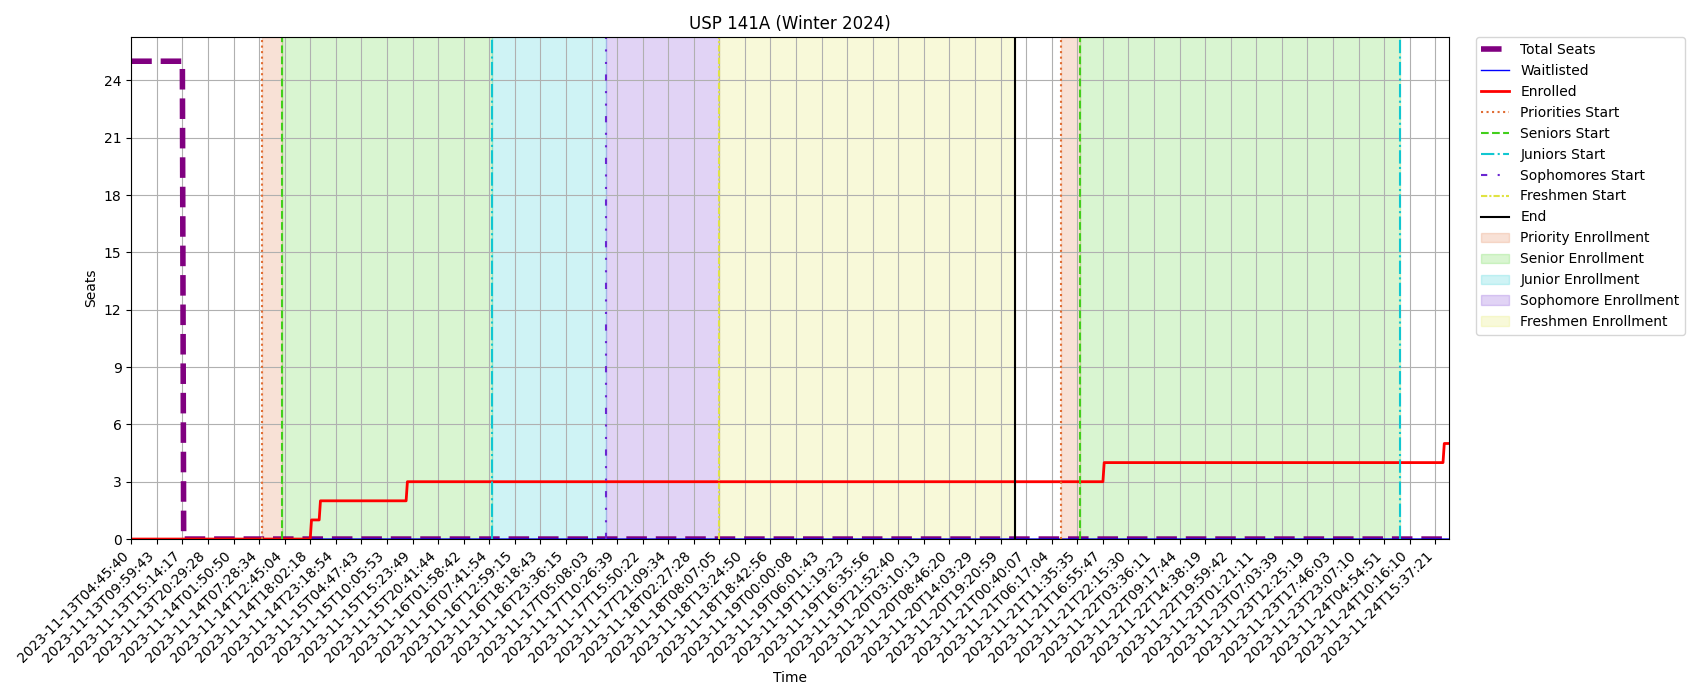 USP 141A (Winter 2024)
Seats
24
21
18
15
12
9
6
3
0
2023-11-13T04:45:40
2023-11-13T09:59:43
2023-11-13T15:14:17
2023-11-13T20:29:28
2023-11-14T01:50:50
2023-11-14T07:28:34
2023-11-14T12:45:04
2023-11-14T18:02:18
2023-11-14T23:18:54
2023-11-15T04:47:43
2023-11-15T10:05:53
2023-11-15T15:23:49
2023-11-15T20:41:44
2023-11-16T01:58:42
2023-11-16T07:41:54
2023-11-16T12:59:15
2023-11-16T18:18:43
2023-11-16T23:36:15
2023-11-17T05:08:03
2023-11-17T10:26:39
2023-11-17T15:50:22
2023-11-17T21:09:34
2023-11-18T02:27:28
2023-11-18T08:07:05
2023-11-18T13:24:50
2023-11-18T18:42:56
2023-11-19T00:00:08
2023-11-19T06:01:43
2023-11-19T11:19:23
2023-11-19T16:35:56
2023-11-19T21:52:40
2023-11-20T03:10:13
2023-11-20T08:46:20
2023-11-20T14:03:29
2023-11-20T19:20:59
2023-11-21T00:40:07
2023-11-21T06:17:04
2023-11-21T11:35:35
2023-11-21T16:55:47
2023-11-21T22:15:30
2023-11-22T03:36:11
2023-11-22T09:17:44
2023-11-22T14:38:19
2023-11-22T19:59:42
2023-11-23T01:21:11
2023-11-23T07:03:39
2023-11-23T12:25:19
2023-11-23T17:46:03
2023-11-23T23:07:10
2023-11-24T04:54:51
2023-11-24T10:16:10
2023-11-24T15:37:21
Time
Total Seats
Waitlisted
Enrolled
Priorities Start
Seniors Start
Juniors Start
Sophomores Start
Freshmen Start
End
Priority Enrollment
Senior Enrollment
Junior Enrollment
Sophomore Enrollment
Freshmen Enrollment